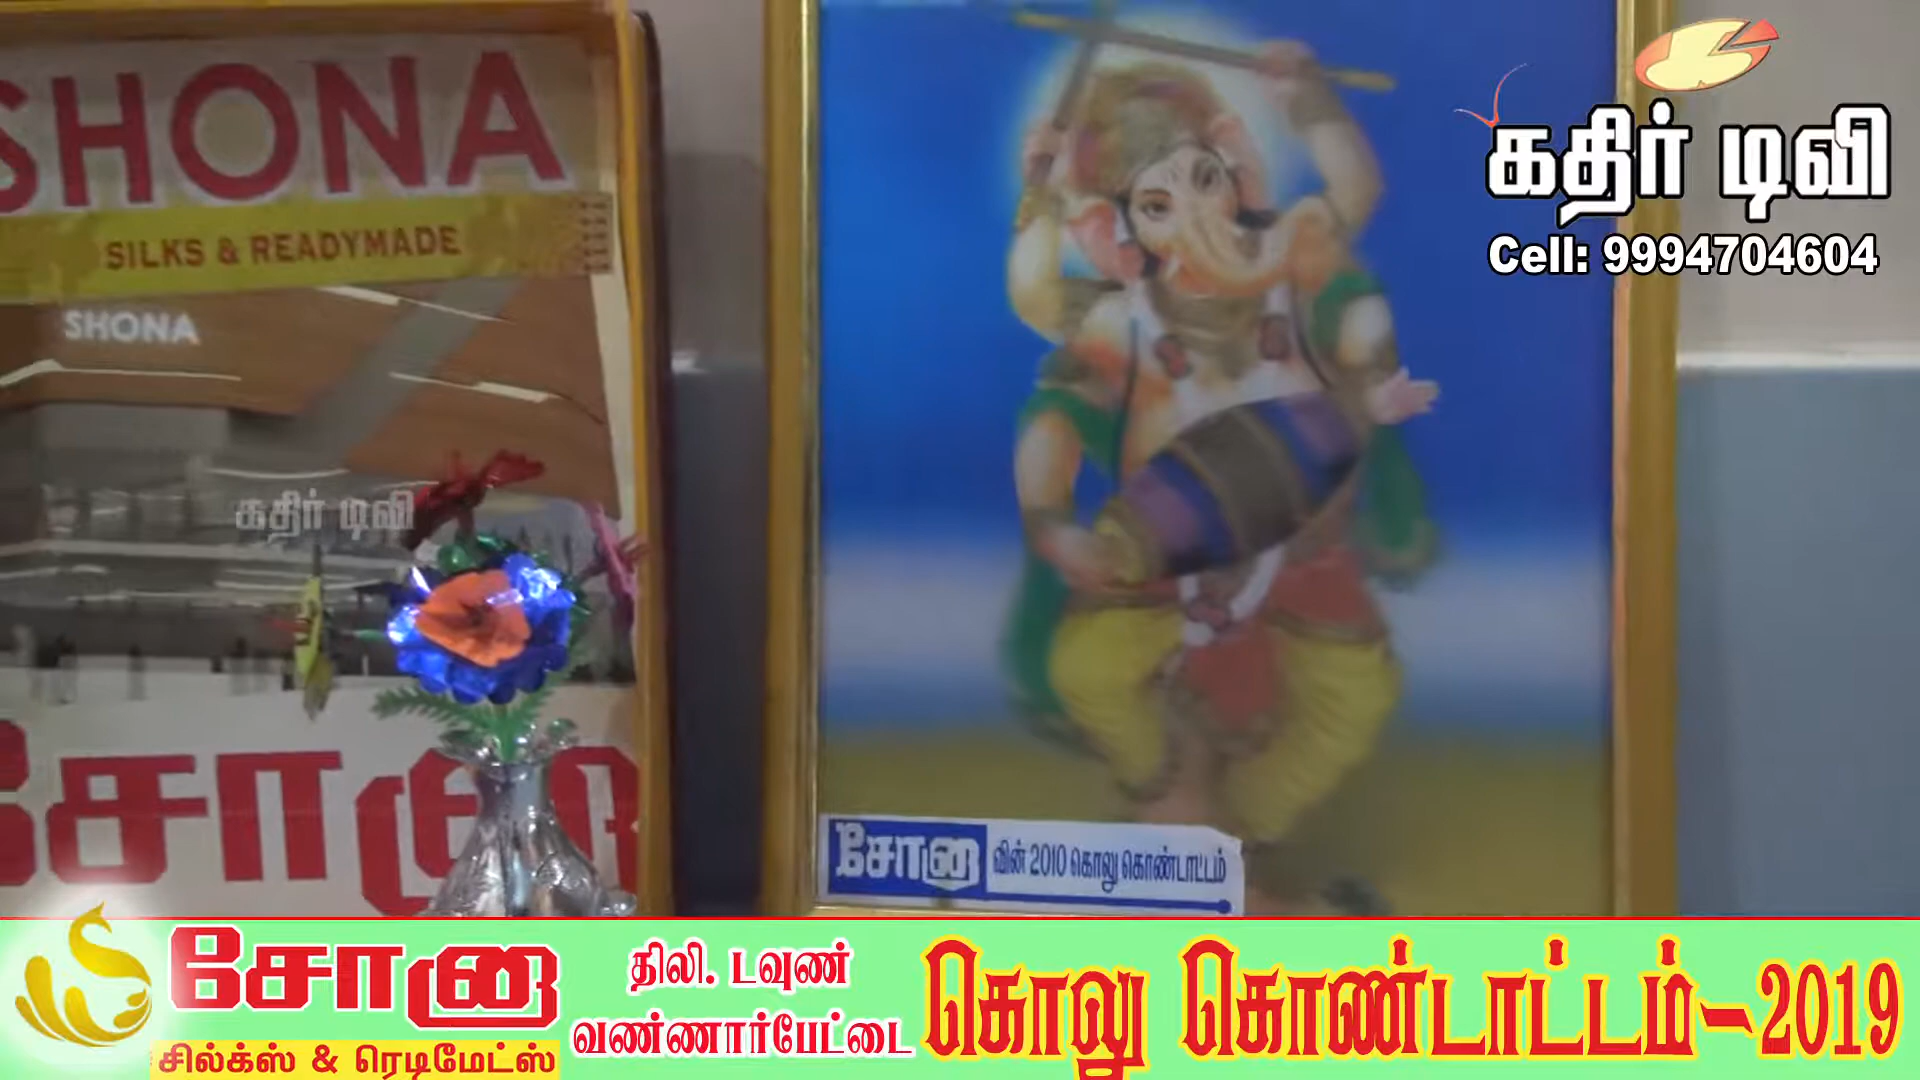 SHONA
SILKS & READYMADE
SHONA
கதிர் டிவி
Cell: 9994704604
கதிர் டிவி
சோனா
சோனா வின் 2010 கொலு கொண்டாட்டம்
சோனா
சில்க்ஸ் & ரெடிமேட்ஸ்
திலி. டவுண்
வண்ணார்பேட்டை
கொலு கொண்டாட்டம்-2019